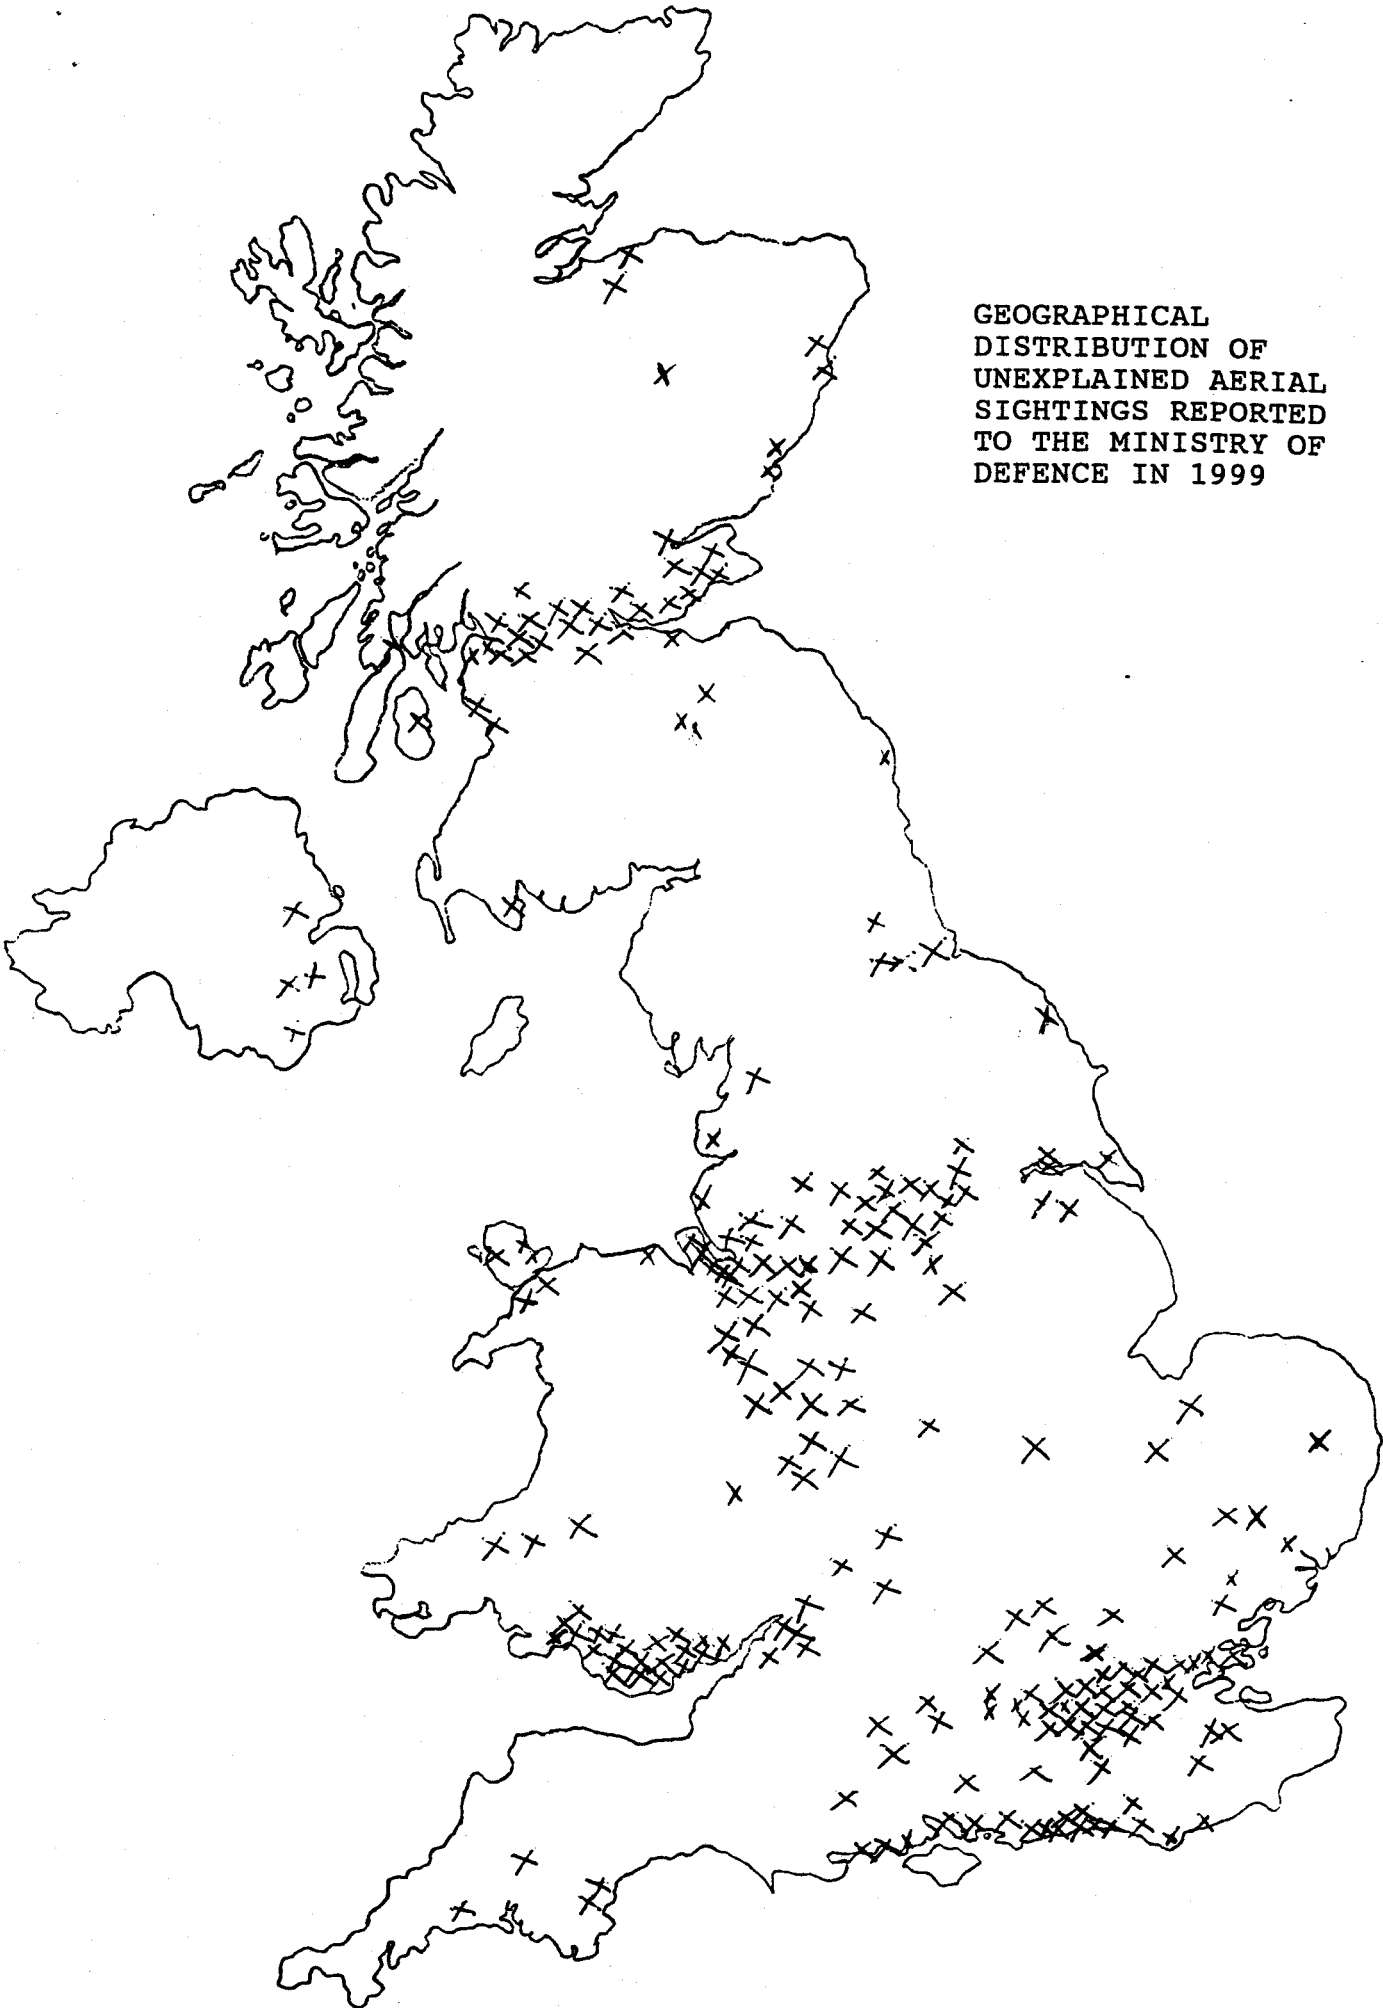 GEOGRAPHICAL
DISTRIBUTION OF
UNEXPLAINED AERIAL
SIGHTINGS REPORTED
TO THE MINISTRY OF
DEFENCE IN 1999